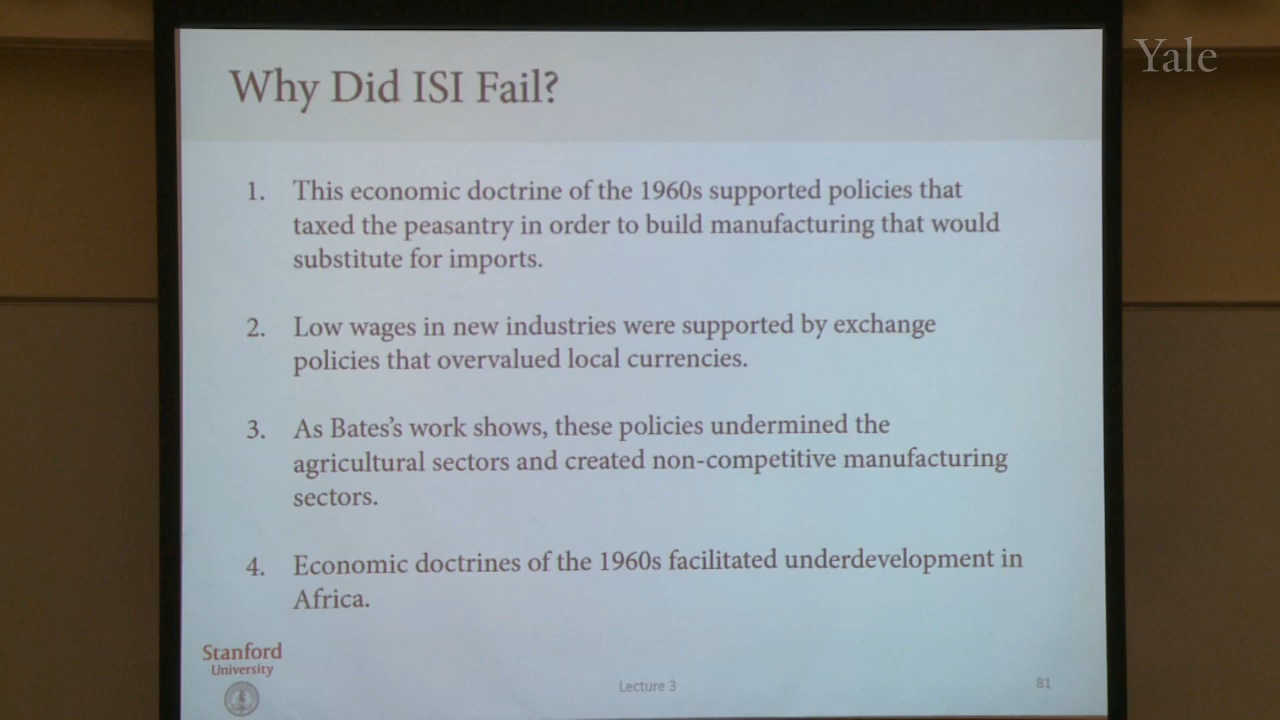 Yale
Why Did ISI Fail?
1. This economic doctrine of the 1960s supported policies that
taxed the peasantry in order to build manufacturing that would
substitute for imports.
2. Low wages in new industries were supported by exchange
policies that overvalued local currencies.
3. As Bates's work shows, these policies undermined the
agricultural sectors and created non-competitive manufacturing
sectors.
4. Economic doctrines of the 1960s facilitated underdevelopment in
Africa.
Stanford
University
Lecture 3
81